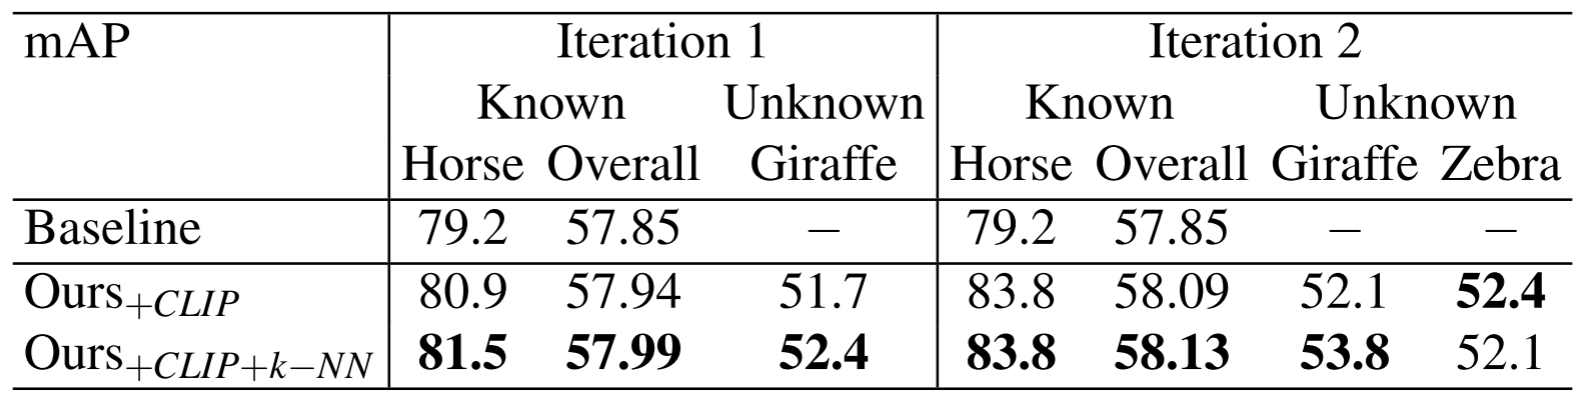 mAP Iteration 1 Iteration 2
Known Unknown Known Unknown
Horse Overall Giraffe Horse Overall Giraffe Zebra
Baseline 79.2 57.85 − 79.2 57.85 − −
Ours+CLIP 80.9 57.94 51.7 83.8 58.09 52.1 52.4
Ours+CLIP+k−NN 81.5 57.99 52.4 83.8 58.13 53.8 52.1